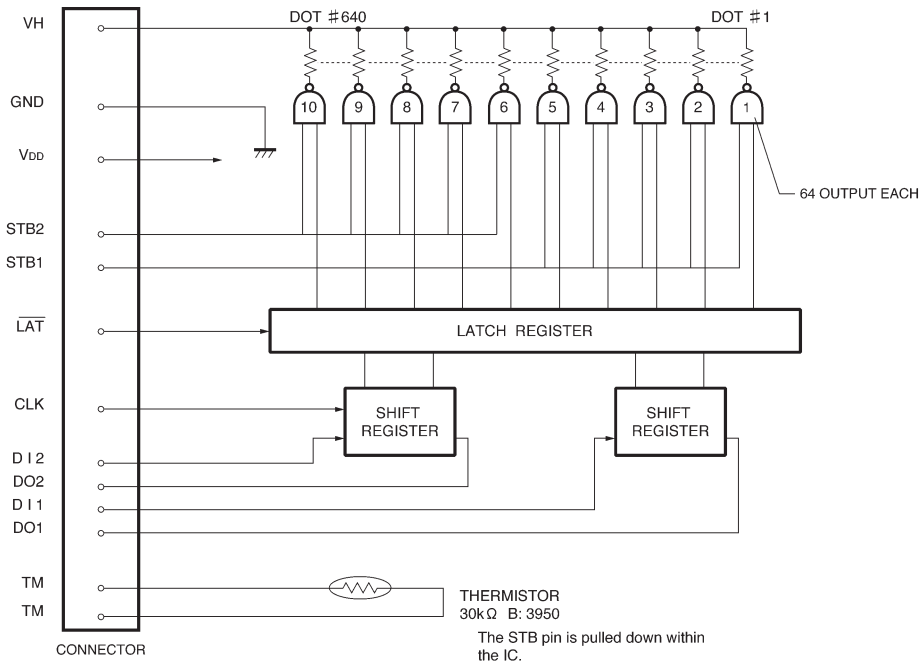 VH
DOT #640
DOT #1
GND
10
9
8
7
6
5
4
3
2
1
VDD
64 OUTPUT EACH
STB2
STB1
LAT
LATCH REGISTER
CLK
SHIFT
REGISTER
SHIFT
REGISTER
DI2
DO2
DI1
DO1
TM
TM
THERMISTOR
30kΩ B: 3950
The STB pin is pulled down within
the IC.
CONNECTOR